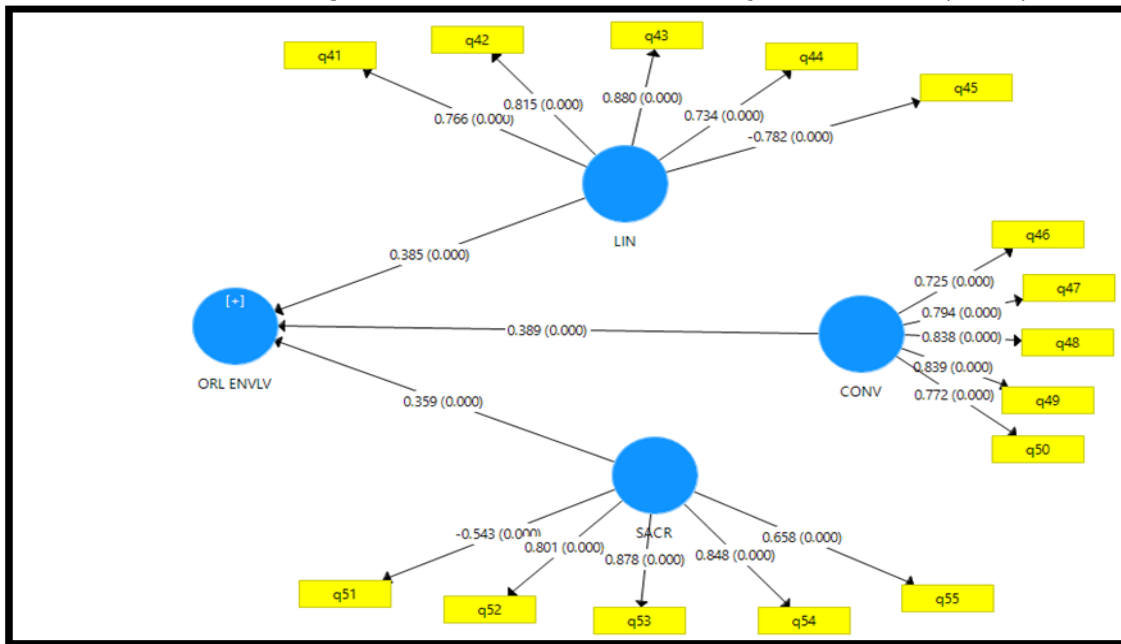 q41
q42
q43
q44
q45
0.766 (0.000)
0.815 (0.000)
0.880 (0.000)
0.734 (0.000)
-0.782 (0.000)
LIN
0.385 (0.000)
q46
q47
q48
q49
q50
0.725 (0.000)
0.794 (0.000)
0.838 (0.000)
0.839 (0.000)
0.772 (0.000)
CONV
[+]
ORL ENVLV
0.389 (0.000)
0.359 (0.000)
SACR
-0.543 (0.000)
0.801 (0.000)
0.878 (0.000)
0.848 (0.000)
0.658 (0.000)
q51
q52
q53
q54
q55